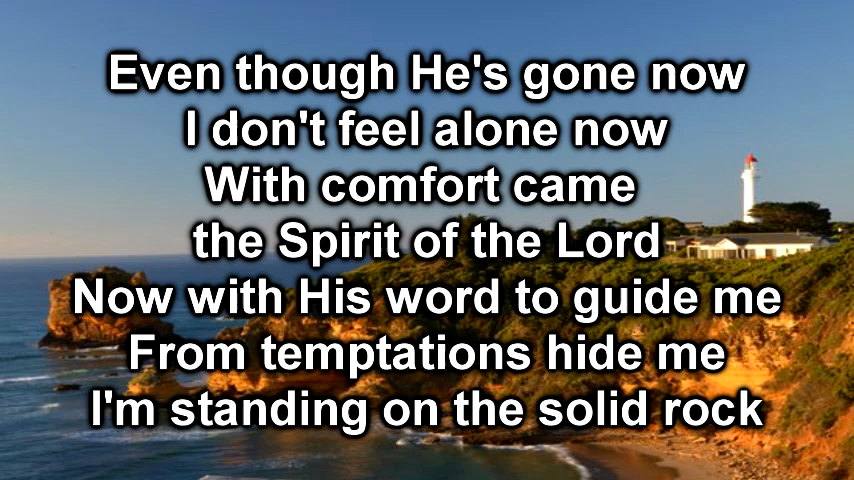 Even though He's gone now
I don't feel alone now
With comfort came
the Spirit of the Lord
Now with His word to guide me
From temptations hide me
I'm standing on the solid rock